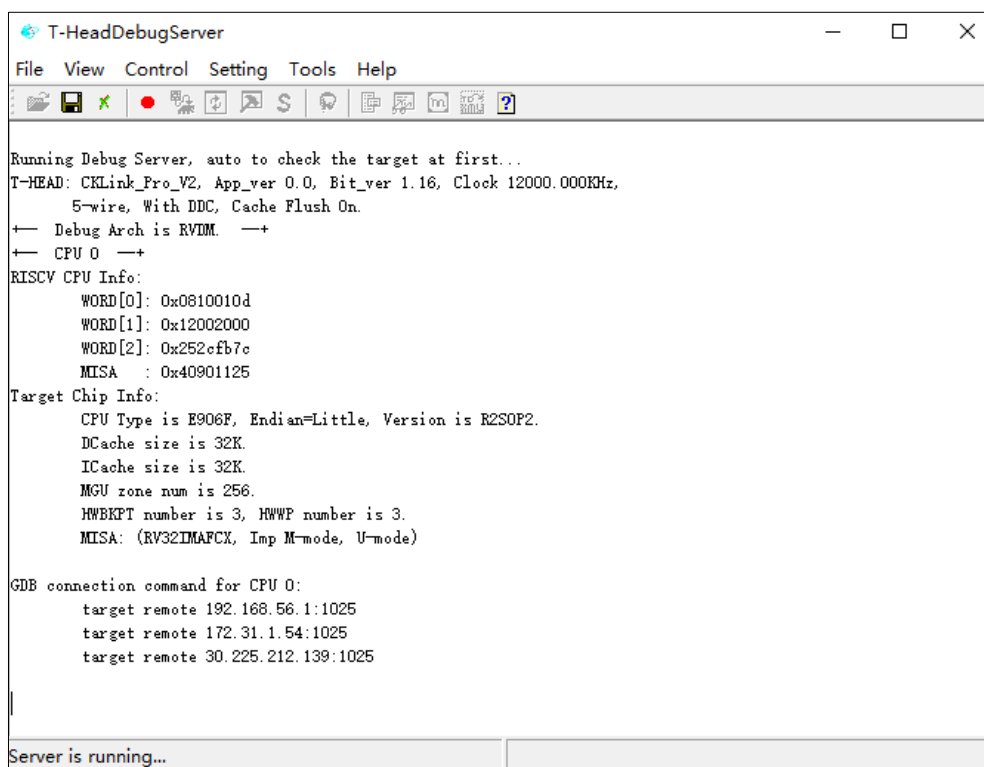 T-HeadDebugServer
File View Control Setting Tools Help
Running Debug Server, auto to check the target at first...
T-HEAD: CKLink_Pro_V2, App_ver 0.0, Bit_ver 1.16, Clock 12000.000KHz,
5-wire, With DDC, Cache Flush On.
+-- Debug Arch is RVDM. --+
+-- CPU 0 --+
RISCV CPU Info:
WORD[0]: 0x0810010d
WORD[1]: 0x12002000
WORD[2]: 0x252cfb7c
MISA : 0x40901125
Target Chip Info:
CPU Type is E906F, Endian=Little, Version is R2S0P2.
DCache size is 32K.
ICache size is 32K.
MGU zone num is 256.
HWBKPT number is 3, HWWP number is 3.
MISA: (RV32IMAFCX, Imp M-mode, U-mode)
GDB connection command for CPU 0:
target remote 192.168.56.1:1025
target remote 172.31.1.54:1025
target remote 30.225.212.139:1025
Server is running...